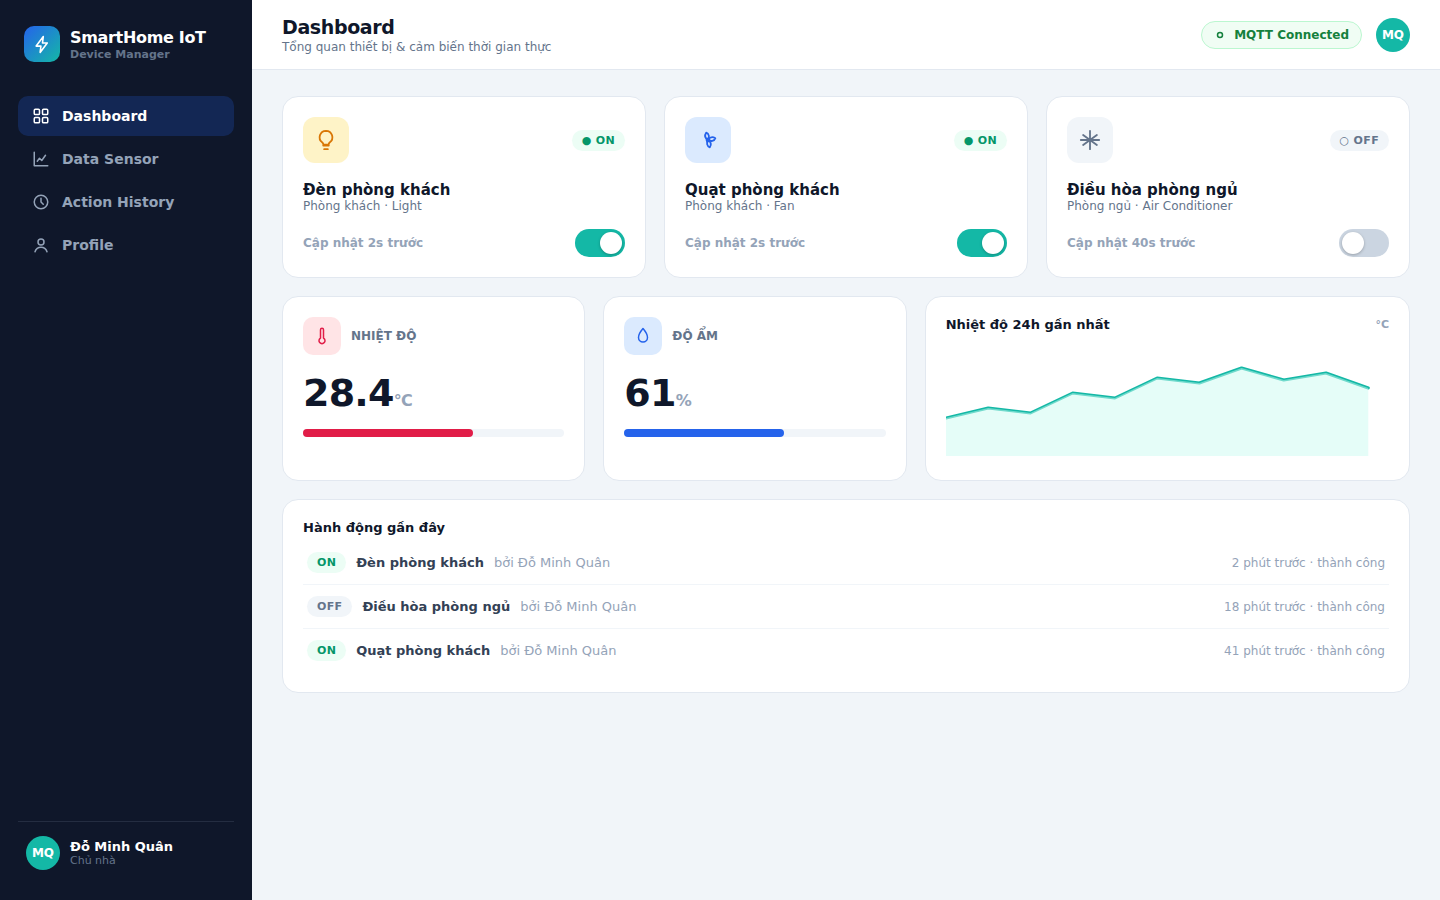 SmartHome IoT
Device Manager
Dashboard
Data Sensor
Action History
Profile
Đỗ Minh Quân
Chủ nhà
MQ
Dashboard
Tổng quan thiết bị & cảm biến thời gian thực
MQTT Connected
MQ
● ON
Đèn phòng khách
Phòng khách · Light
Cập nhật 2s trước
● ON
Quạt phòng khách
Phòng khách · Fan
Cập nhật 2s trước
○ OFF
Điều hòa phòng ngủ
Phòng ngủ · Air Conditioner
Cập nhật 40s trước
NHIỆT ĐỘ
28.4°C
ĐỘ ẨM
61%
Nhiệt độ 24h gần nhất
°C
Hành động gần đây
ON Đèn phòng khách bởi Đỗ Minh Quân 2 phút trước · thành công
OFF Điều hòa phòng ngủ bởi Đỗ Minh Quân 18 phút trước · thành công
ON Quạt phòng khách bởi Đỗ Minh Quân 41 phút trước · thành công